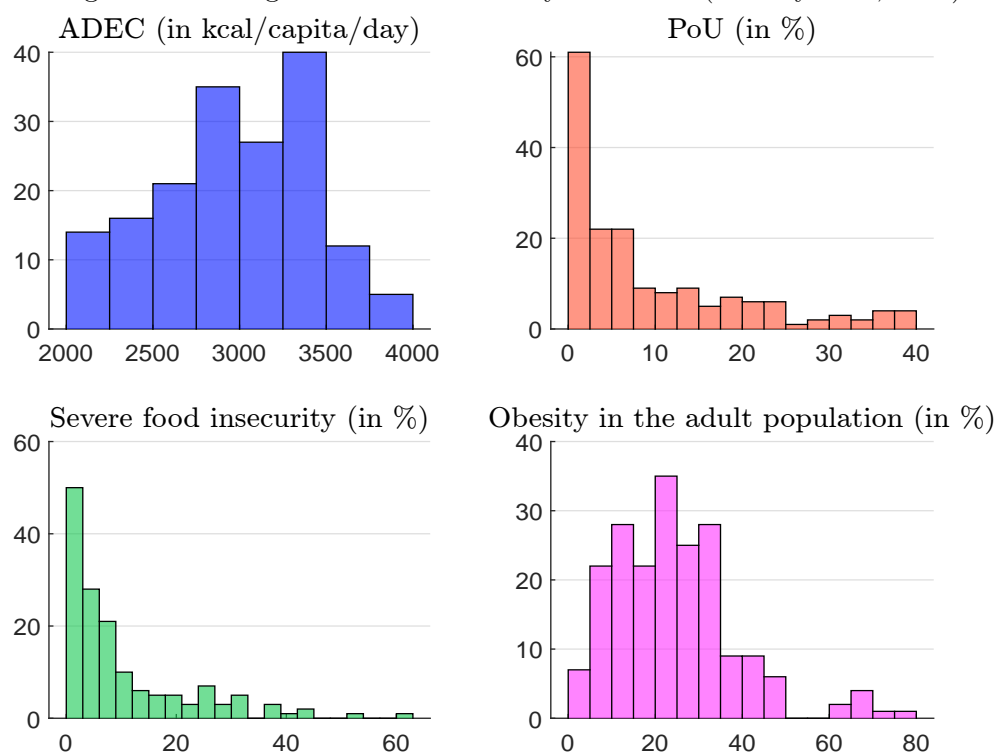 ADEC (in kcal/capita/day)
40
30
20
10
0
2000 2500 3000 3500 4000
PoU (in %)
60
40
20
0
0 10 20 30 40
Severe food insecurity (in %)
60
40
20
0
0 20 40 60
Obesity in the adult population (in %)
40
30
20
10
0
0 20 40 60 80